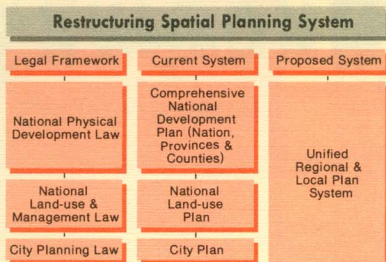 Restructuring Spatial Planning System
Legal Framework
Current System
Proposed System
National Physical
Development Law
Comprehensive
National
Development
Plan (Nation,
Provinces &
Counties)
Unified
Regional &
Local Plan
System
National
Land-use &
Management Law
National
Land-use
Plan
City Planning Law
City Plan